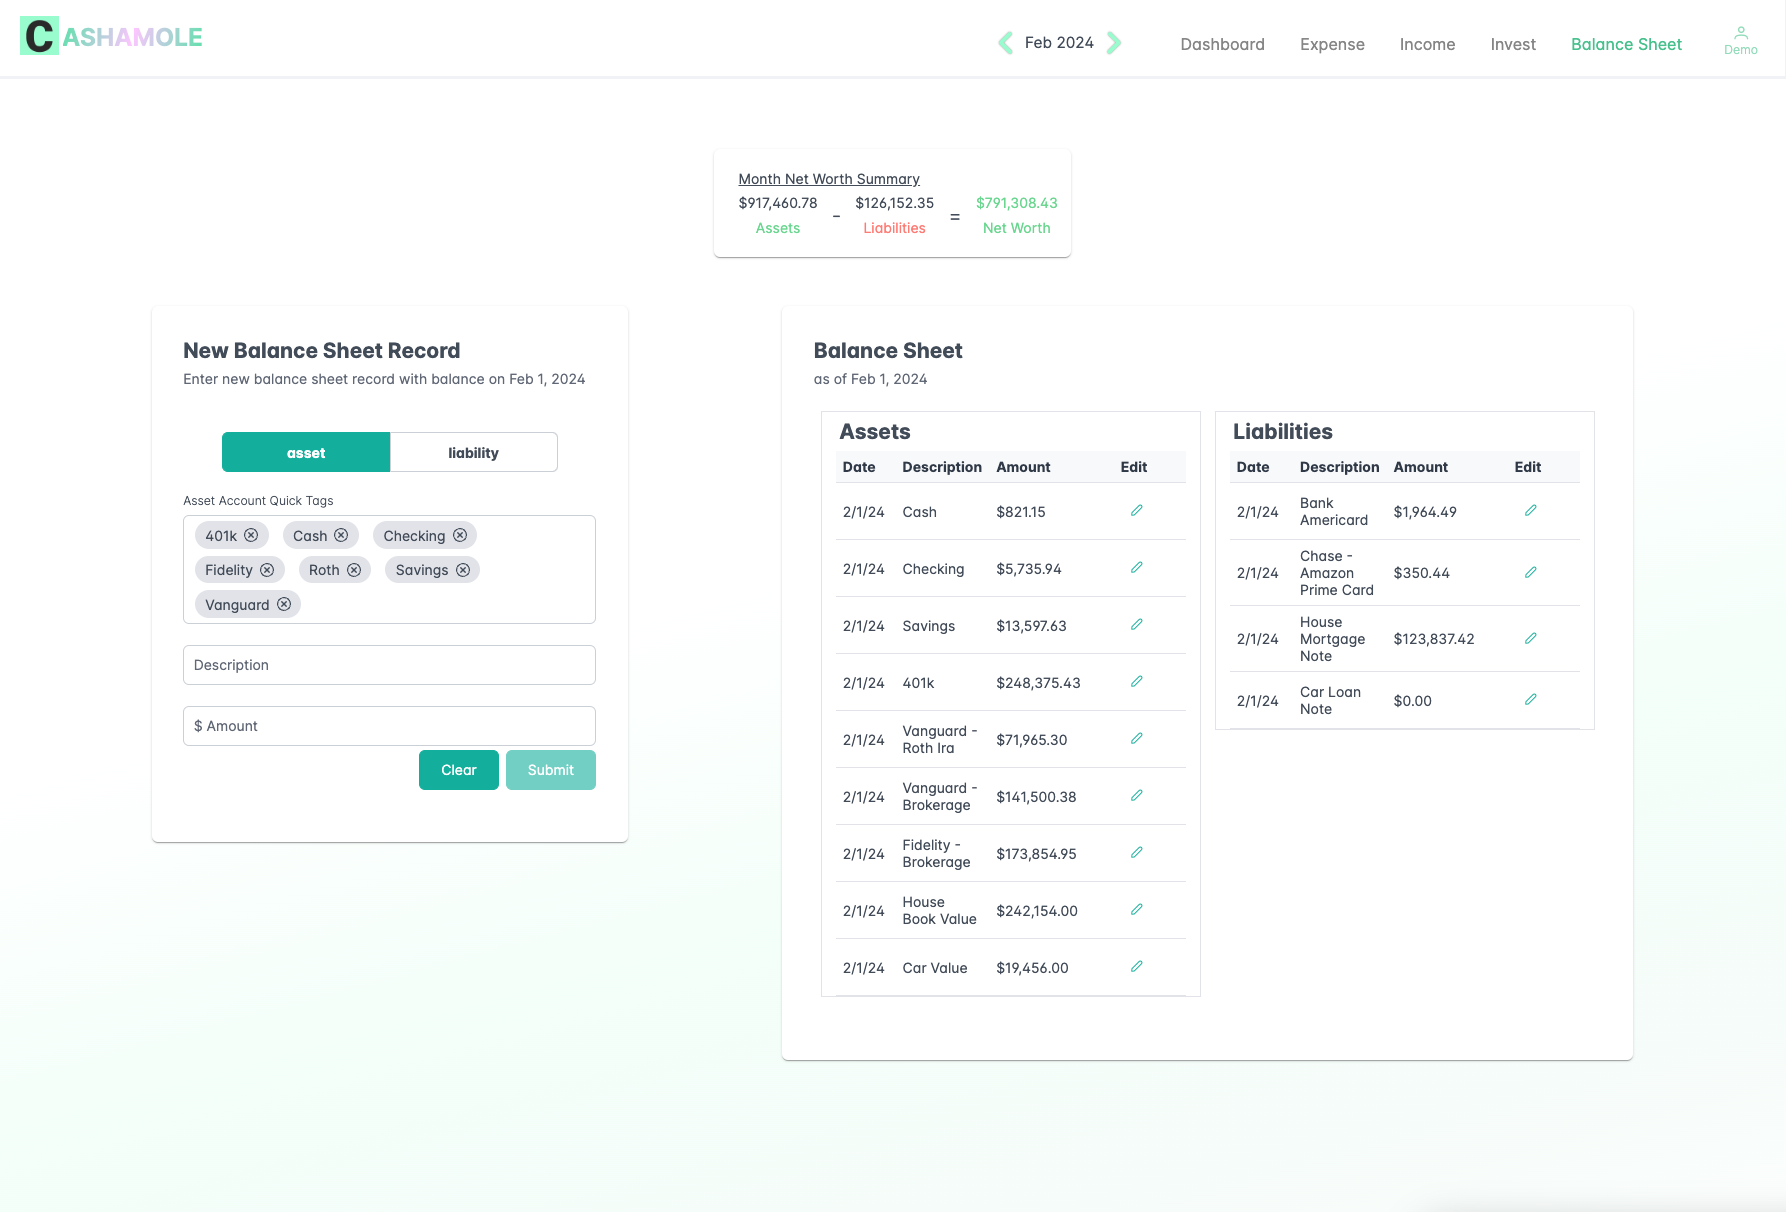 CASHAMOLE
Feb 2024
Dashboard
Expense
Income
Invest
Balance Sheet
Demo
Month Net Worth Summary
$917,460.78 - $126,152.35 = $791,308.43
Assets Liabilities Net Worth
New Balance Sheet Record
Enter new balance sheet record with balance on Feb 1, 2024
asset liability
Asset Account Quick Tags
401k Cash Checking
Fidelity Roth Savings
Vanguard
Description
$ Amount
Clear Submit
Balance Sheet
as of Feb 1, 2024
Assets
Date Description Amount Edit
2/1/24 Cash $821.15
2/1/24 Checking $5,735.94
2/1/24 Savings $13,597.63
2/1/24 401k $248,375.43
2/1/24 Vanguard - Roth Ira $71,965.30
2/1/24 Vanguard - Brokerage $141,500.38
2/1/24 Fidelity - Brokerage $173,854.95
2/1/24 House Book Value $242,154.00
2/1/24 Car Value $19,456.00
Liabilities
Date Description Amount Edit
2/1/24 Bank Americard $1,964.49
2/1/24 Chase - Amazon Prime Card $350.44
2/1/24 House Mortgage Note $123,837.42
2/1/24 Car Loan Note $0.00